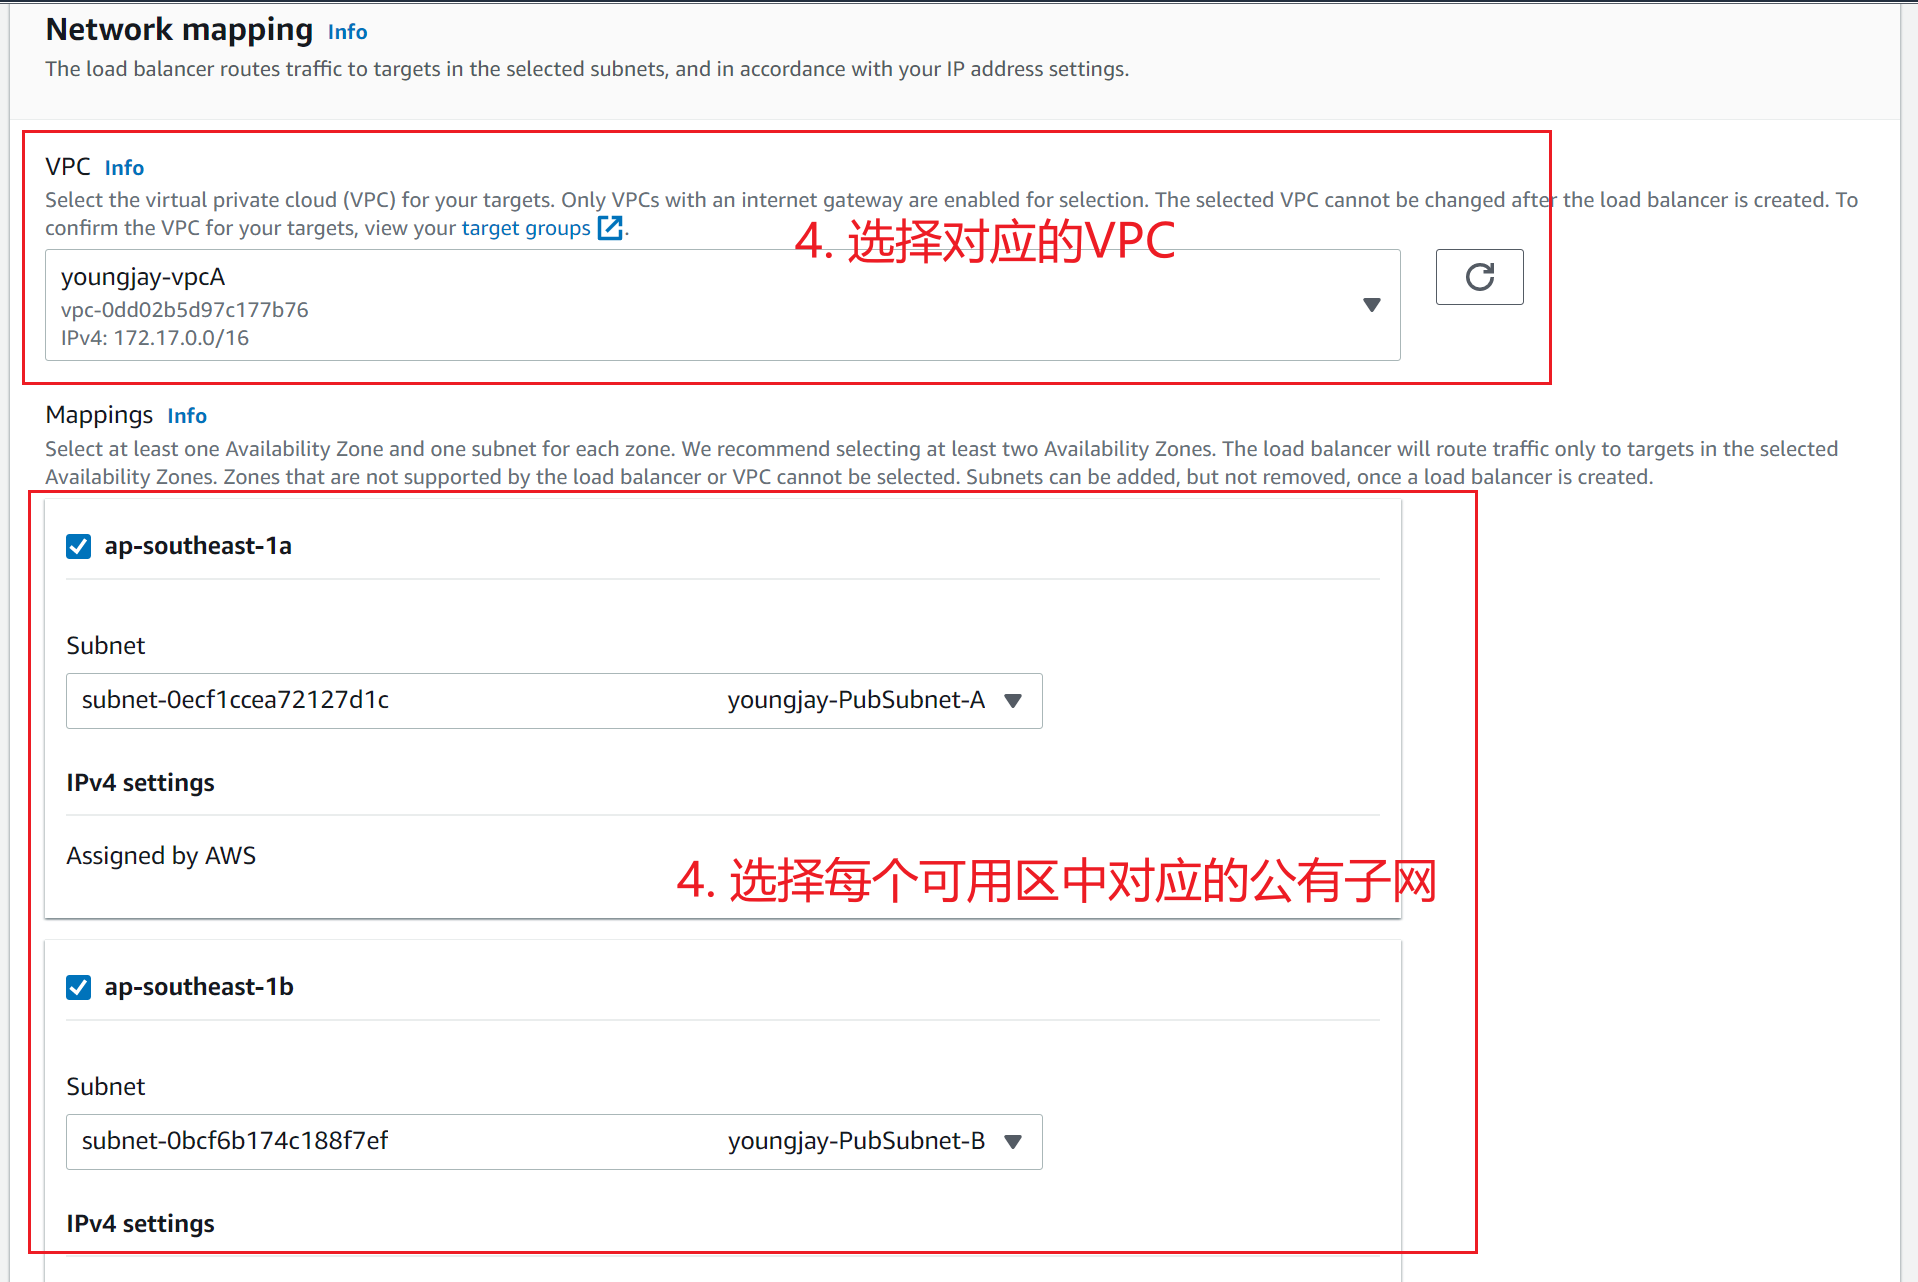 Network mapping Info
The load balancer routes traffic to targets in the selected subnets, and in accordance with your IP address settings.
VPC Info
Select the virtual private cloud (VPC) for your targets. Only VPCs with an internet gateway are enabled for selection. The selected VPC cannot be changed after the load balancer is created. To
confirm the VPC for your targets, view your target groups.
4. 选择对应的VPC
youngjay-vpcA
vpc-0dd02b5d97c177b76
IPv4: 172.17.0.0/16
Mappings Info
Select at least one Availability Zone and one subnet for each zone. We recommend selecting at least two Availability Zones. The load balancer will route traffic only to targets in the selected
Availability Zones. Zones that are not supported by the load balancer or VPC cannot be selected. Subnets can be added, but not removed, once a load balancer is created.
ap-southeast-1a
Subnet
subnet-0ecf1ccea72127d1c youngjay-PubSubnet-A
IPv4 settings
Assigned by AWS
4. 选择每个可用区中对应的公有子网
ap-southeast-1b
Subnet
subnet-0bcf6b174c188f7ef youngjay-PubSubnet-B
IPv4 settings